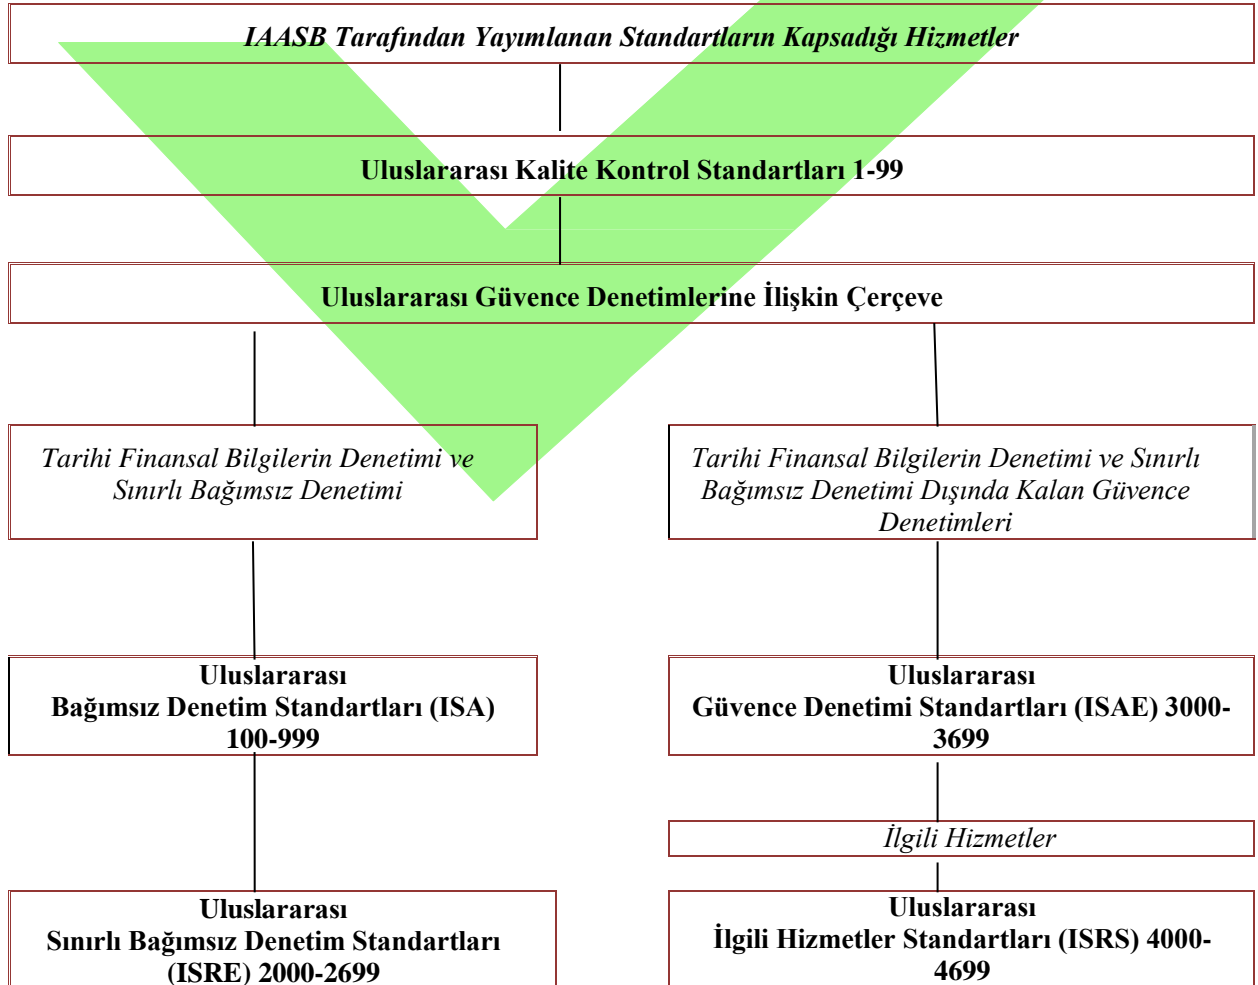 IAASB Tarafından Yayımlanan Standartların Kapsadığı Hizmetler
Uluslararası Kalite Kontrol Standartları 1-99
Uluslararası Güvence Denetimlerine İlişkin Çerçeve
Tarihi Finansal Bilgilerin Denetimi ve
Sınırlı Bağımsız Denetimi
Tarihi Finansal Bilgilerin Denetimi ve Sınırlı
Bağımsız Denetimi Dışında Kalan Güvence
Denetimleri
Uluslararası
Bağımsız Denetim Standartları (ISA)
100-999
Uluslararası
Güvence Denetimi Standartları (ISAE) 3000-
3699
İlgili Hizmetler
Uluslararası
Sınırlı Bağımsız Denetim Standartları
(ISRE) 2000-2699
Uluslararası
İlgili Hizmetler Standartları (ISRS) 4000-
4699